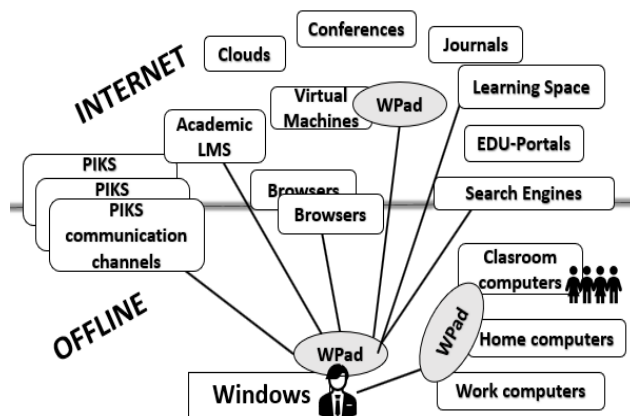 Conferences
Clouds
Journals
INTERNET
Virtual
Machines
WPad
Learning Space
Academic
LMS
EDU-Portals
PIKS
PIKS
PIKS
communication
channels
Browsers
Browsers
Search Engines
Clasroom
computers
OFFLINE
WPad
WPad
Home computers
Windows
Work computers